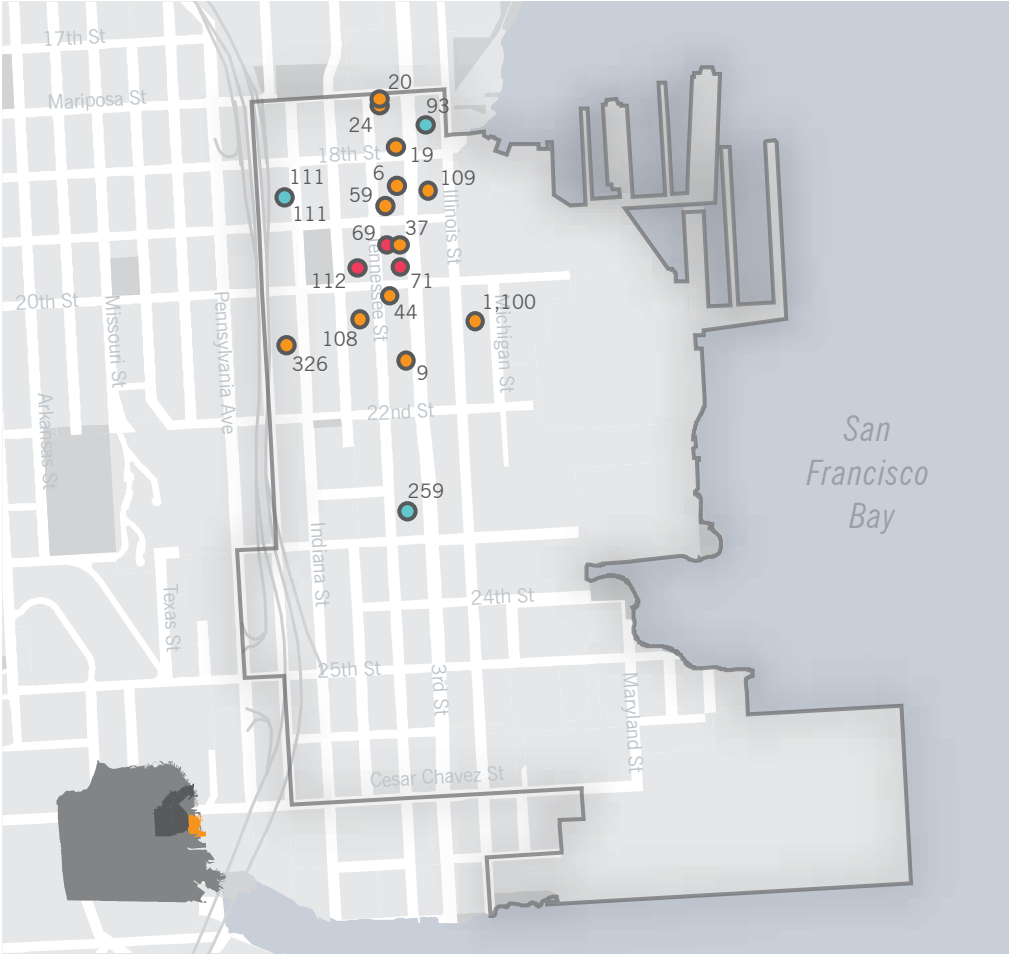 17th St
20
Mariposa St
93
24
18th St
19
6
109
111
59
111
Illinois St
37
69
Tennessee St
112
71
20th St
1,100
44
Missouri St
Pennsylvania Ave
108
Michigan St
326
9
22nd St
Arkansas St
San
Francisco
Bay
259
Indiana St
24th St
Texas St
25th St
3rd St
Maryland St
Cesar Chavez St